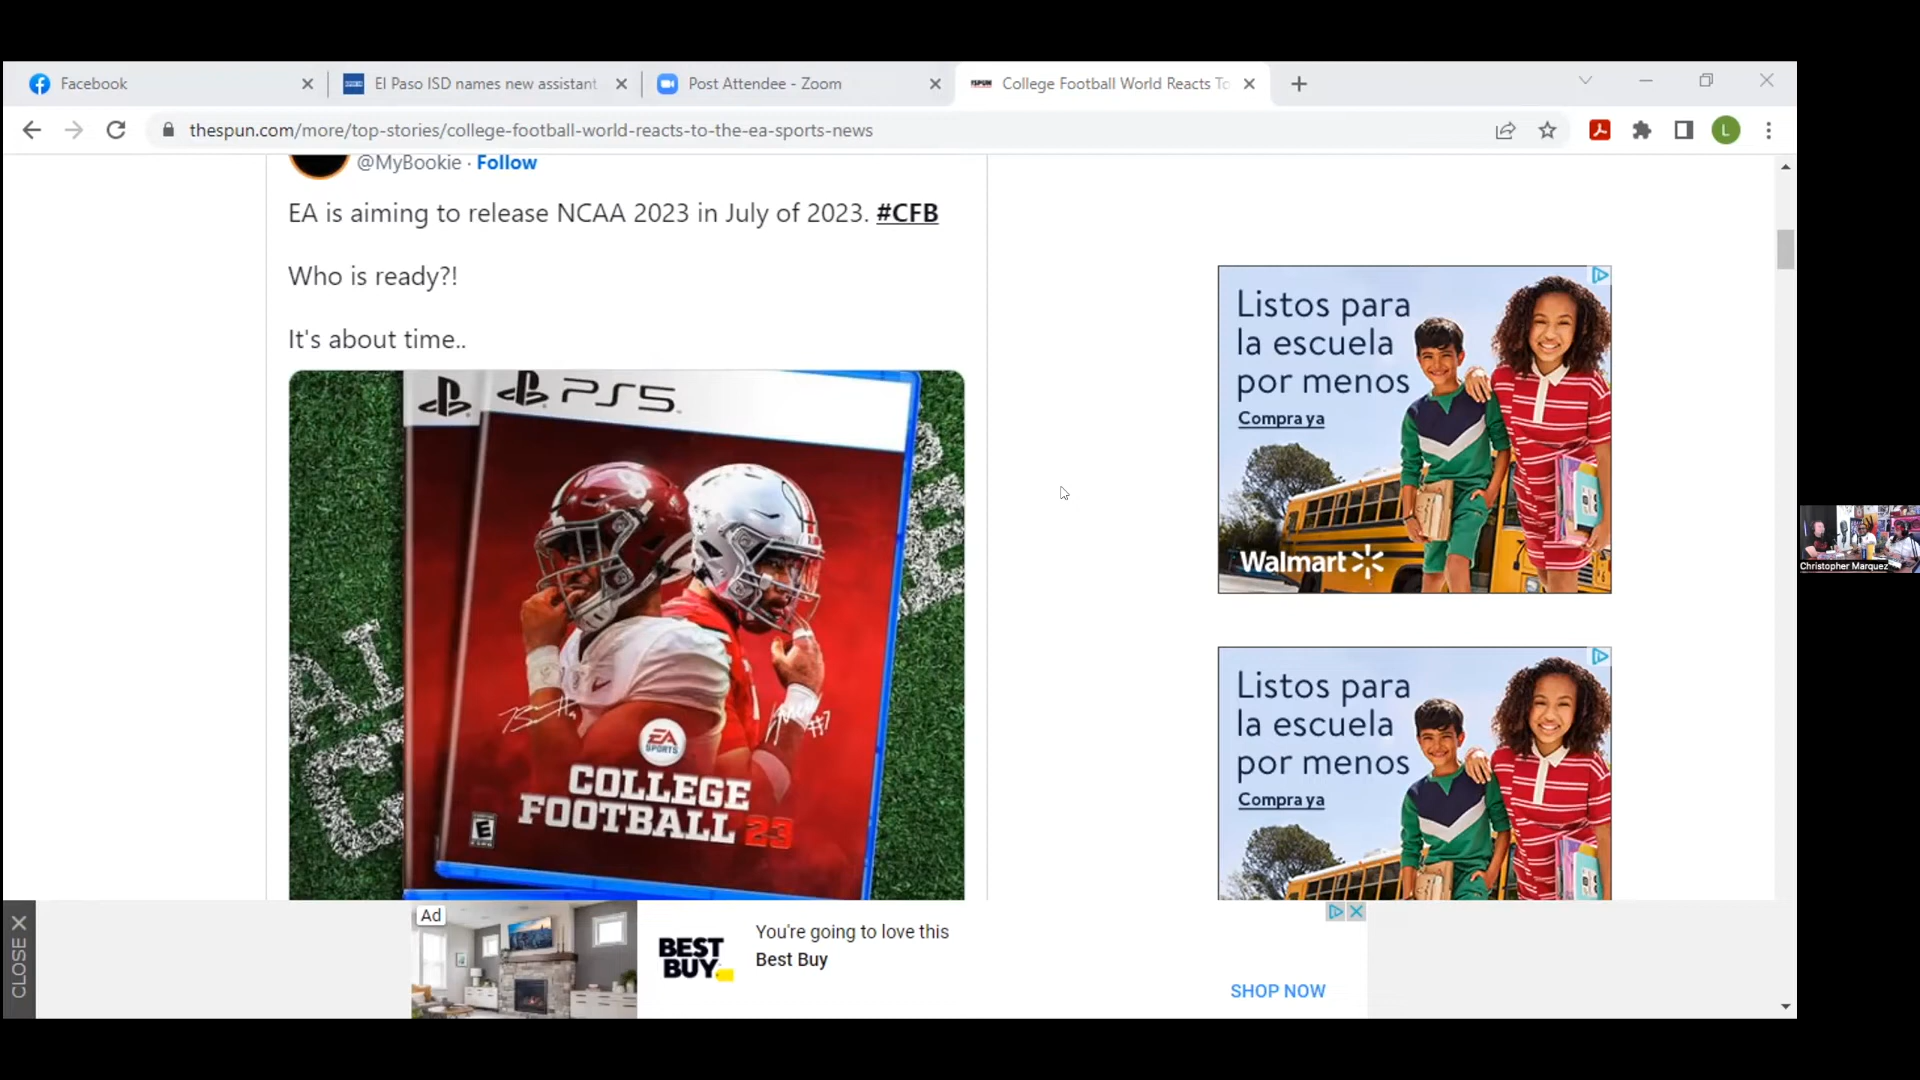 Facebook
El Paso ISD names new assistant
Post Attendee - Zoom
College Football World Reacts To
thespun.com/more/top-stories/college-football-world-reacts-to-the-ea-sports-news
L
@MyBookie · Follow
EA is aiming to release NCAA 2023 in July of 2023. #CFB
Who is ready?!
It's about time..
PS5
EA
SPORTS
COLLEGE
FOOTBALL 23
E
#7
Listos para
la escuela
por menos
Compra ya
Walmart
Listos para
la escuela
por menos
Compra ya
Christopher Marquez
CLOSE
Ad
BEST
BUY
You're going to love this
Best Buy
SHOP NOW